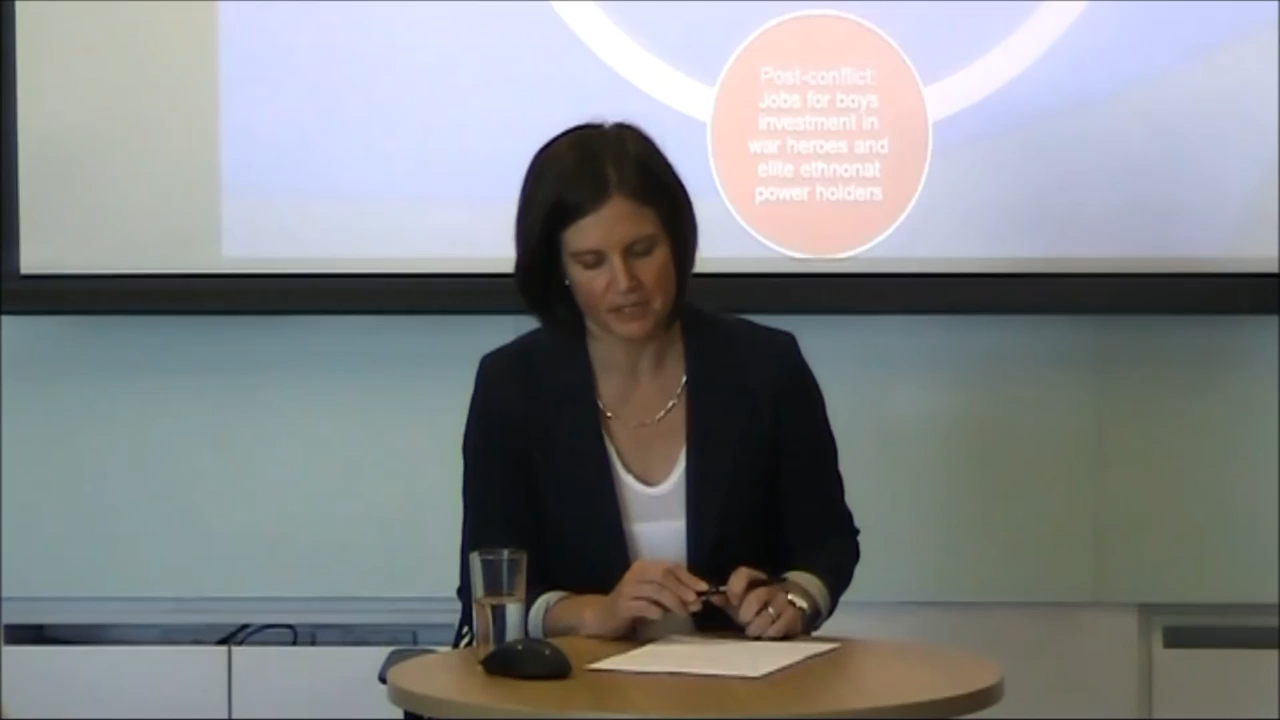 Post-conflict:
Jobs for boys
investment in
war heroes and
elite ethnonat
power holders